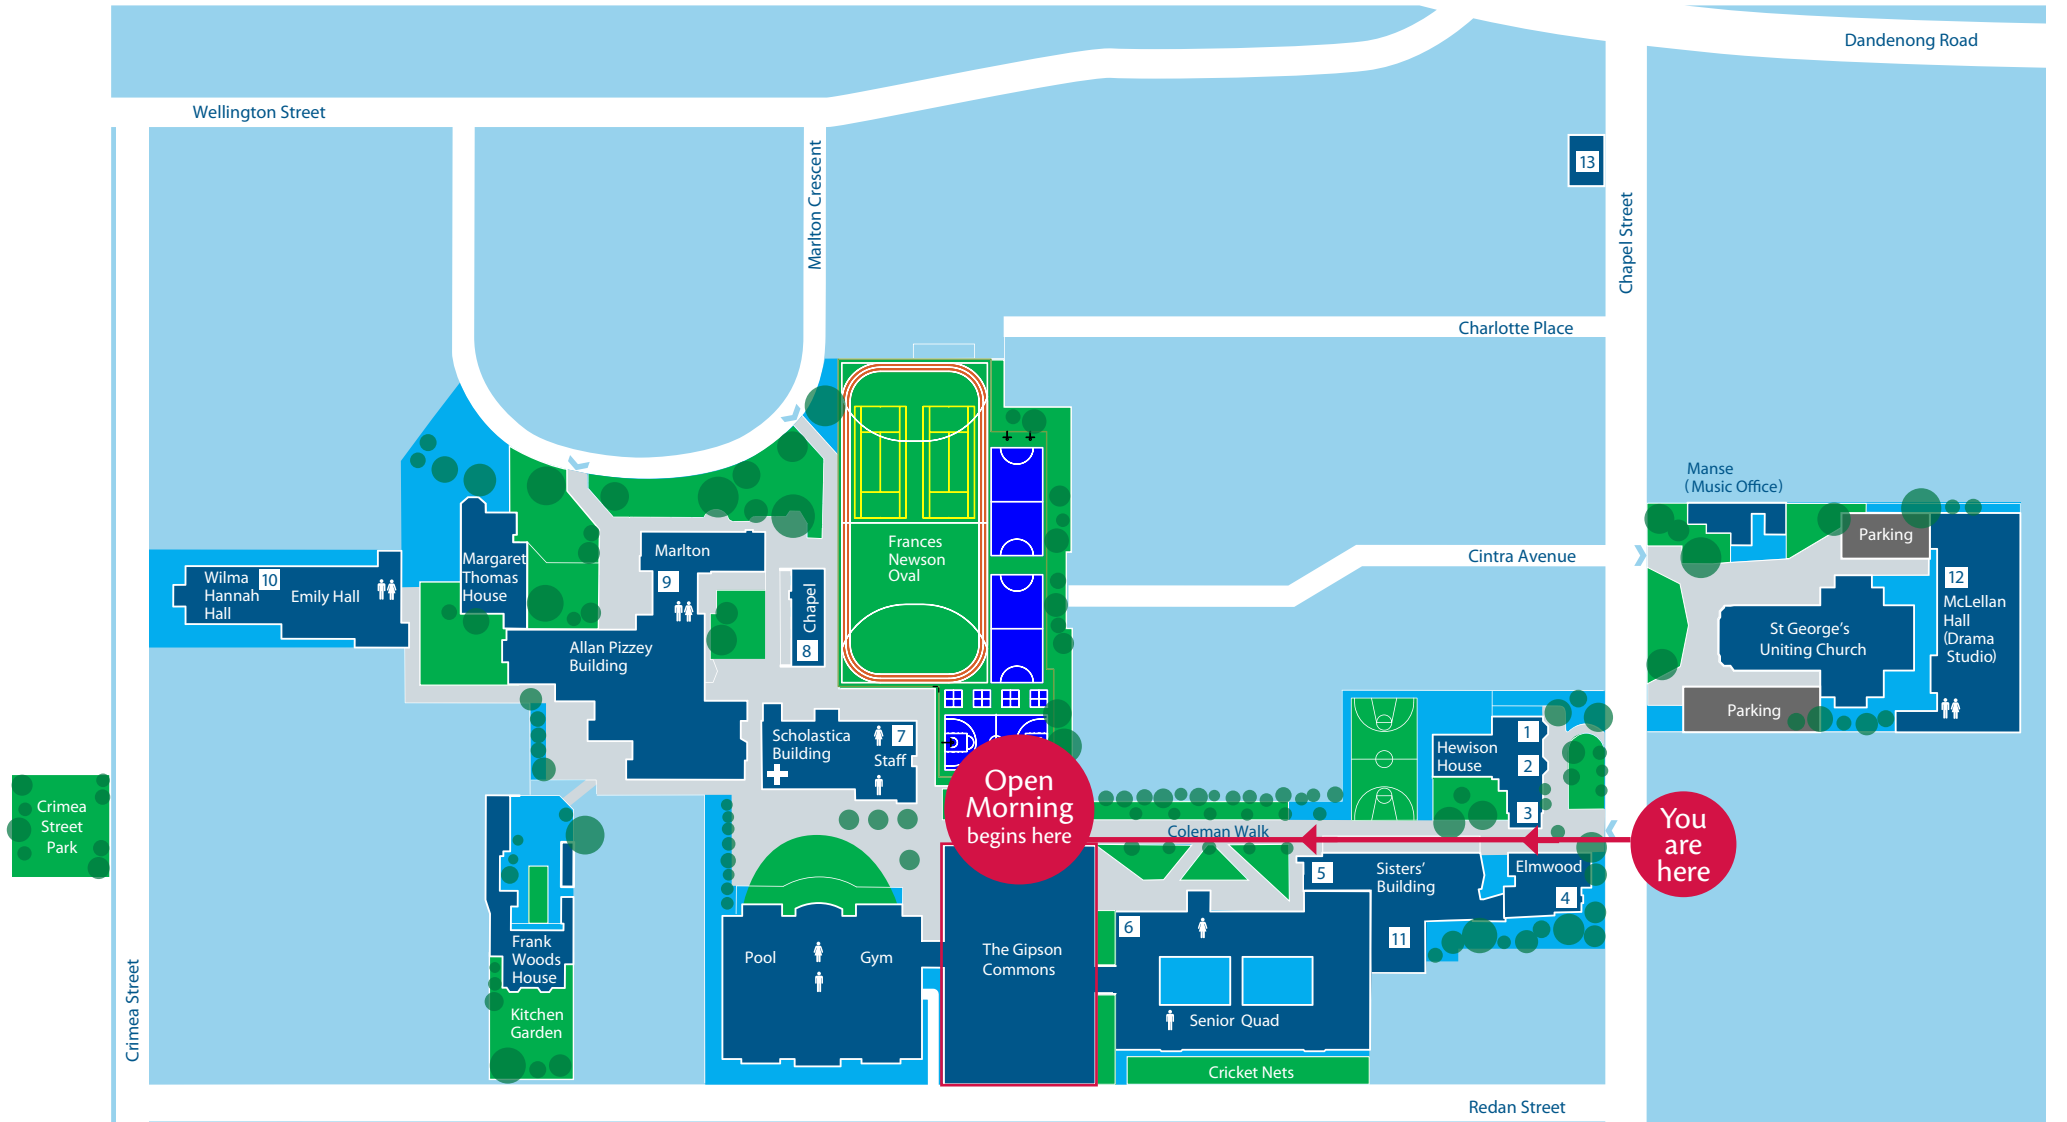 Dandenong Road
Wellington Street
Marlton Crescent
13
Chapel Street
Charlotte Place
Manse
(Music Office)
Parking
Frances
Newson
Oval
Cintra Avenue
Marlton
9
Margaret
Thomas
House
Wilma
Hannah
Hall
10
Emily Hall
Chapel
8
Allan Pizzey
Building
12
McLellan
Hall
(Drama
Studio)
St George's
Uniting Church
Parking
Scholastica
Building
7
Staff
Hewison
House
1
2
3
Open
Morning
begins here
Coleman Walk
You
are
here
Crimea
Street
Park
5
Sisters'
Building
Elmwood
4
6
11
Pool
Gym
The Gipson
Commons
Frank
Woods
House
Kitchen
Garden
Senior Quad
Crimea Street
Cricket Nets
Redan Street